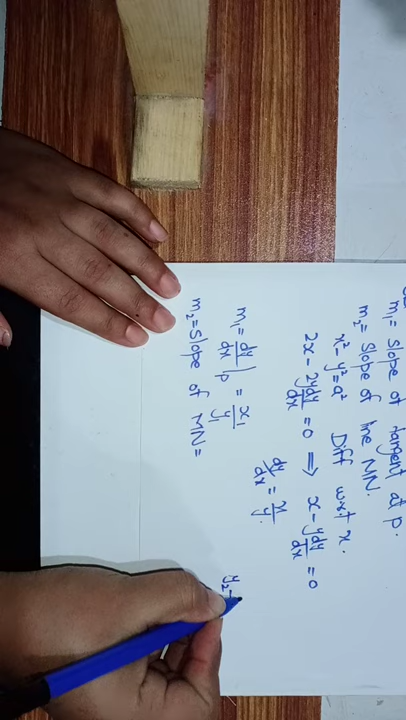 m₁ = Slope of tangent at p.
m₂ = Slope of line MN.
x² - y² = a² Diff w.r.t x.
2x - 2y dy/dx = 0 ⇒ x - y dy/dx = 0
dy/dx = x/y.
m₁ = dy/dx | p = x₁/y₁
m₂ = Slope of MN =
y₂-